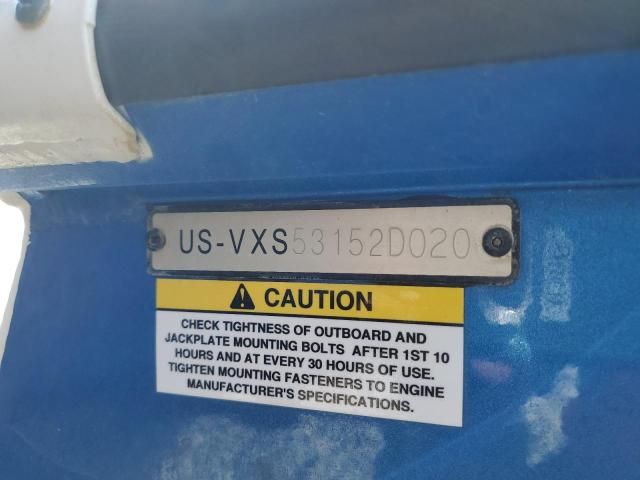 US-VXS53152D020
CAUTION
CHECK TIGHTNESS OF OUTBOARD AND
JACKPLATE MOUNTING BOLTS AFTER 1ST 10
HOURS AND AT EVERY 30 HOURS OF USE.
TIGHTEN MOUNTING FASTENERS TO ENGINE
MANUFACTURER'S SPECIFICATIONS.